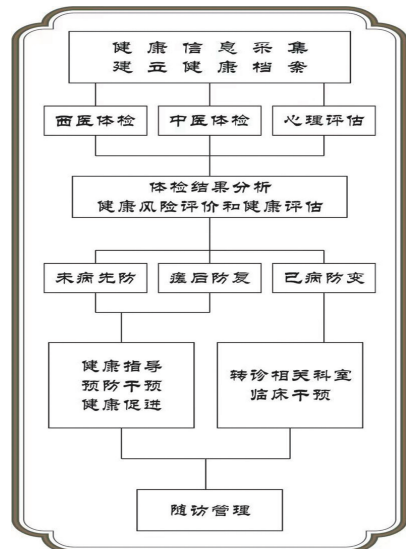 健康信息采集
建立健康档案
西医体检
中医体检
心理评估
体检结果分析
健康风险评价和健康评估
未病先防
瘥后防复
已病防变
健康指导
预防干预
健康促进
转诊相关科室
临床干预
随访管理